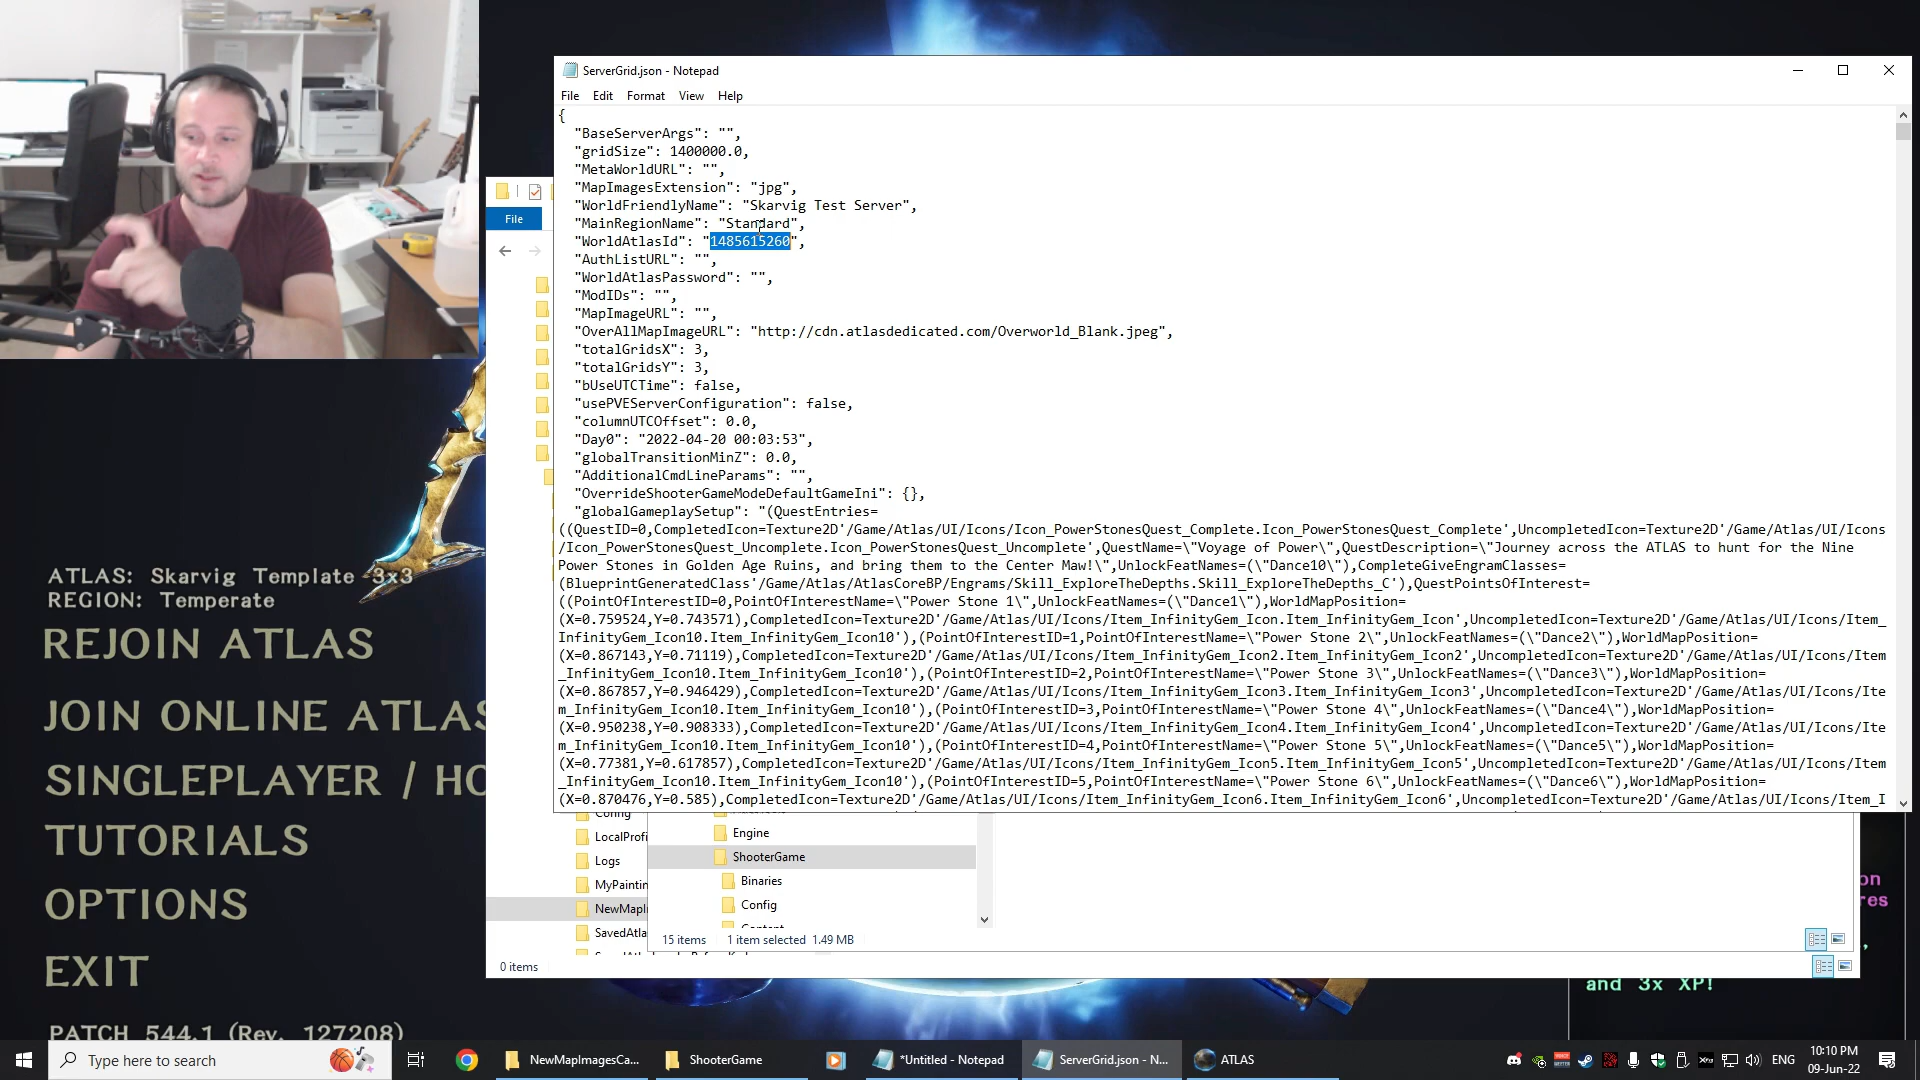 ServerGrid.json - Notepad
File Edit Format View Help
{
"BaseServerArgs": "",
"gridSize": 1400000.0,
"MetaWorldURL": "",
"MapImagesExtension": "jpg",
"WorldFriendlyName": "Skarvig Test Server",
"MainRegionName": "Standard",
"WorldAtlasId": "1485615260",
"AuthListURL": "",
"WorldAtlasPassword": "",
"ModIDs": "",
"MapImageURL": "",
"OverAllMapImageURL": "http://cdn.atlasdedicated.com/Overworld_Blank.jpeg",
"totalGridsX": 3,
"totalGridsY": 3,
"bUseUTCTime": false,
"usePVEServerConfiguration": false,
"columnUTCOffset": 0.0,
"Day0": "2022-04-20 00:03:53",
"globalTransitionMinZ": 0.0,
"AdditionalCmdLineParams": "",
"OverrideShooterGameModeDefaultGameIni": {},
"globalGameplaySetup": "(QuestEntries=
((QuestID=0,CompletedIcon=Texture2D'/Game/Atlas/UI/Icons/Icon_PowerStonesQuest_Complete.Icon_PowerStonesQuest_Complete',UncompletedIcon=Texture2D'/Game/Atlas/UI/Icons
/Icon_PowerStonesQuest_Uncomplete.Icon_PowerStonesQuest_Uncomplete',QuestName=\"Voyage of Power\",QuestDescription=\"Journey across the ATLAS to hunt for the Nine
Power Stones in Golden Age Ruins, and bring them to the Center Maw!\",UnlockFeatNames=(\"Dance10\"),CompleteGiveEngramClasses=
(BlueprintGeneratedClass'/Game/Atlas/AtlasCoreBP/Engrams/Skill_ExploreTheDepths.Skill_ExploreTheDepths_C'),QuestPointsOfInterest=
((PointOfInterestID=0,PointOfInterestName=\"Power Stone 1\",UnlockFeatNames=(\"Dance1\"),WorldMapPosition=
(X=0.759524,Y=0.743571),CompletedIcon=Texture2D'/Game/Atlas/UI/Icons/Item_InfinityGem_Icon.Item_InfinityGem_Icon',UncompletedIcon=Texture2D'/Game/Atlas/UI/Icons/Item_
InfinityGem_Icon10.Item_InfinityGem_Icon10'),(PointOfInterestID=1,PointOfInterestName=\"Power Stone 2\",UnlockFeatNames=(\"Dance2\"),WorldMapPosition=
(X=0.867143,Y=0.71119),CompletedIcon=Texture2D'/Game/Atlas/UI/Icons/Item_InfinityGem_Icon2.Item_InfinityGem_Icon2',UncompletedIcon=Texture2D'/Game/Atlas/UI/Icons/Item
_InfinityGem_Icon10.Item_InfinityGem_Icon10'),(PointOfInterestID=2,PointOfInterestName=\"Power Stone 3\",UnlockFeatNames=(\"Dance3\"),WorldMapPosition=
(X=0.867857,Y=0.946429),CompletedIcon=Texture2D'/Game/Atlas/UI/Icons/Item_InfinityGem_Icon3.Item_InfinityGem_Icon3',UncompletedIcon=Texture2D'/Game/Atlas/UI/Icons/Ite
m_InfinityGem_Icon10.Item_InfinityGem_Icon10'),(PointOfInterestID=3,PointOfInterestName=\"Power Stone 4\",UnlockFeatNames=(\"Dance4\"),WorldMapPosition=
(X=0.950238,Y=0.908333),CompletedIcon=Texture2D'/Game/Atlas/UI/Icons/Item_InfinityGem_Icon4.Item_InfinityGem_Icon4',UncompletedIcon=Texture2D'/Game/Atlas/UI/Icons/Ite
m_InfinityGem_Icon10.Item_InfinityGem_Icon10'),(PointOfInterestID=4,PointOfInterestName=\"Power Stone 5\",UnlockFeatNames=(\"Dance5\"),WorldMapPosition=
(X=0.77381,Y=0.617857),CompletedIcon=Texture2D'/Game/Atlas/UI/Icons/Item_InfinityGem_Icon5.Item_InfinityGem_Icon5',UncompletedIcon=Texture2D'/Game/Atlas/UI/Icons/Item
_InfinityGem_Icon10.Item_InfinityGem_Icon10'),(PointOfInterestID=5,PointOfInterestName=\"Power Stone 6\",UnlockFeatNames=(\"Dance6\"),WorldMapPosition=
(X=0.870476,Y=0.585),CompletedIcon=Texture2D'/Game/Atlas/UI/Icons/Item_InfinityGem_Icon6.Item_InfinityGem_Icon6',UncompletedIcon=Texture2D'/Game/Atlas/UI/Icons/Item_I
File
ATLAS: Skarvig Template 3x3
REGION: Temperate
REJOIN ATLAS
JOIN ONLINE ATLAS
SINGLEPLAYER / HO
TUTORIALS
OPTIONS
EXIT
PATCH 544.1 (Rev. 127208)
Config
LocalProfi
Logs
MyPaintin
NewMapI
SavedAtla
0 items
Engine
ShooterGame
Binaries
Config
Content
15 items 1 item selected 1.49 MB
on
res
and 3x XP!
Type here to search
NewMapImagesCa...
ShooterGame
*Untitled - Notepad
ServerGrid.json - N...
ATLAS
ENG
10:10 PM
09-Jun-22